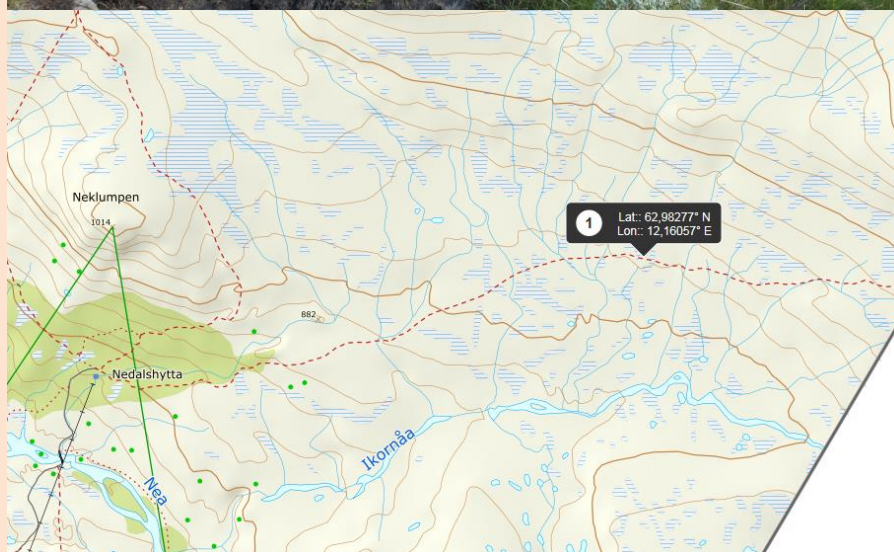 Neklumpen
1014
1
Lat:: 62,98277° N
Lon:: 12,16057° E
882
Nedalshytta
Ikornåa
Nea